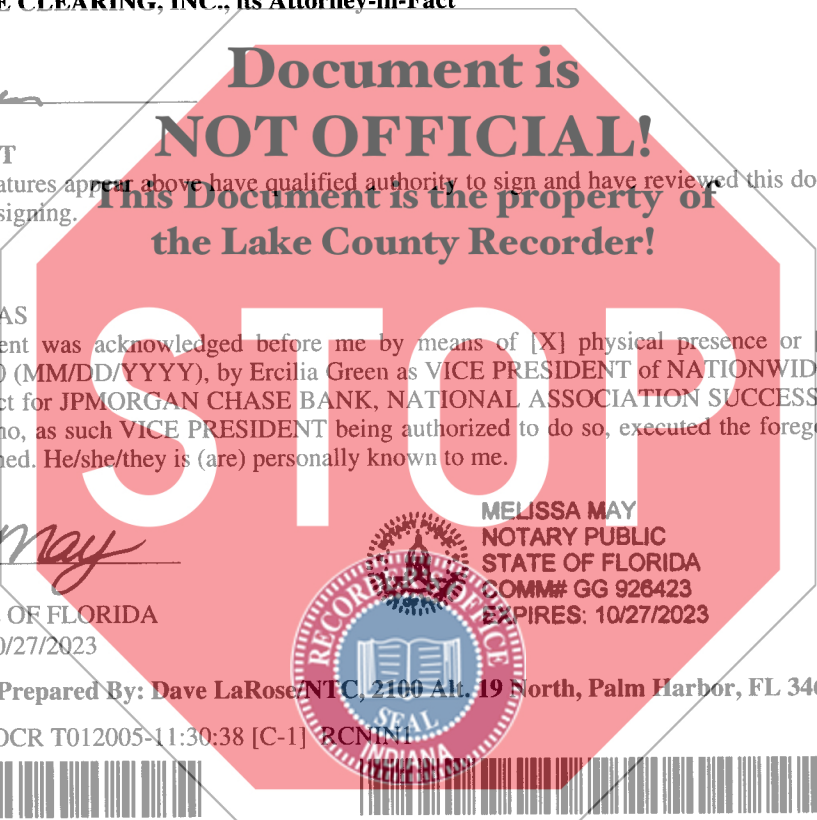 E CLEARING, INC., its Attorney-in-Fact
Document is
NOT OFFICIAL!
T
atures appear above have qualified authority to sign and have reviewed this do
signing.
This Document is the property of
the Lake County Recorder!
STOP
AS
ent was acknowledged before me by means of [X] physical presence or [
0 (MM/DD/YYYY), by Ercilia Green as VICE PRESIDENT of NATIONWID
ct for JPMORGAN CHASE BANK, NATIONAL ASSOCIATION SUCCESS
ho, as such VICE PRESIDENT being authorized to do so, executed the forego
ned. He/she/they is (are) personally known to me.
May
MELISSA MAY
NOTARY PUBLIC
STATE OF FLORIDA
COMM# GG 926423
EXPIRES: 10/27/2023
OF FLORIDA
0/27/2023
RECORDER'S OFFICE
SEAL
INDIANA
Prepared By: Dave LaRose/NTC, 2100 Alt. 19 North, Palm Harbor, FL 346
OCR T012005-11:30:38 [C-1] RCNIN1